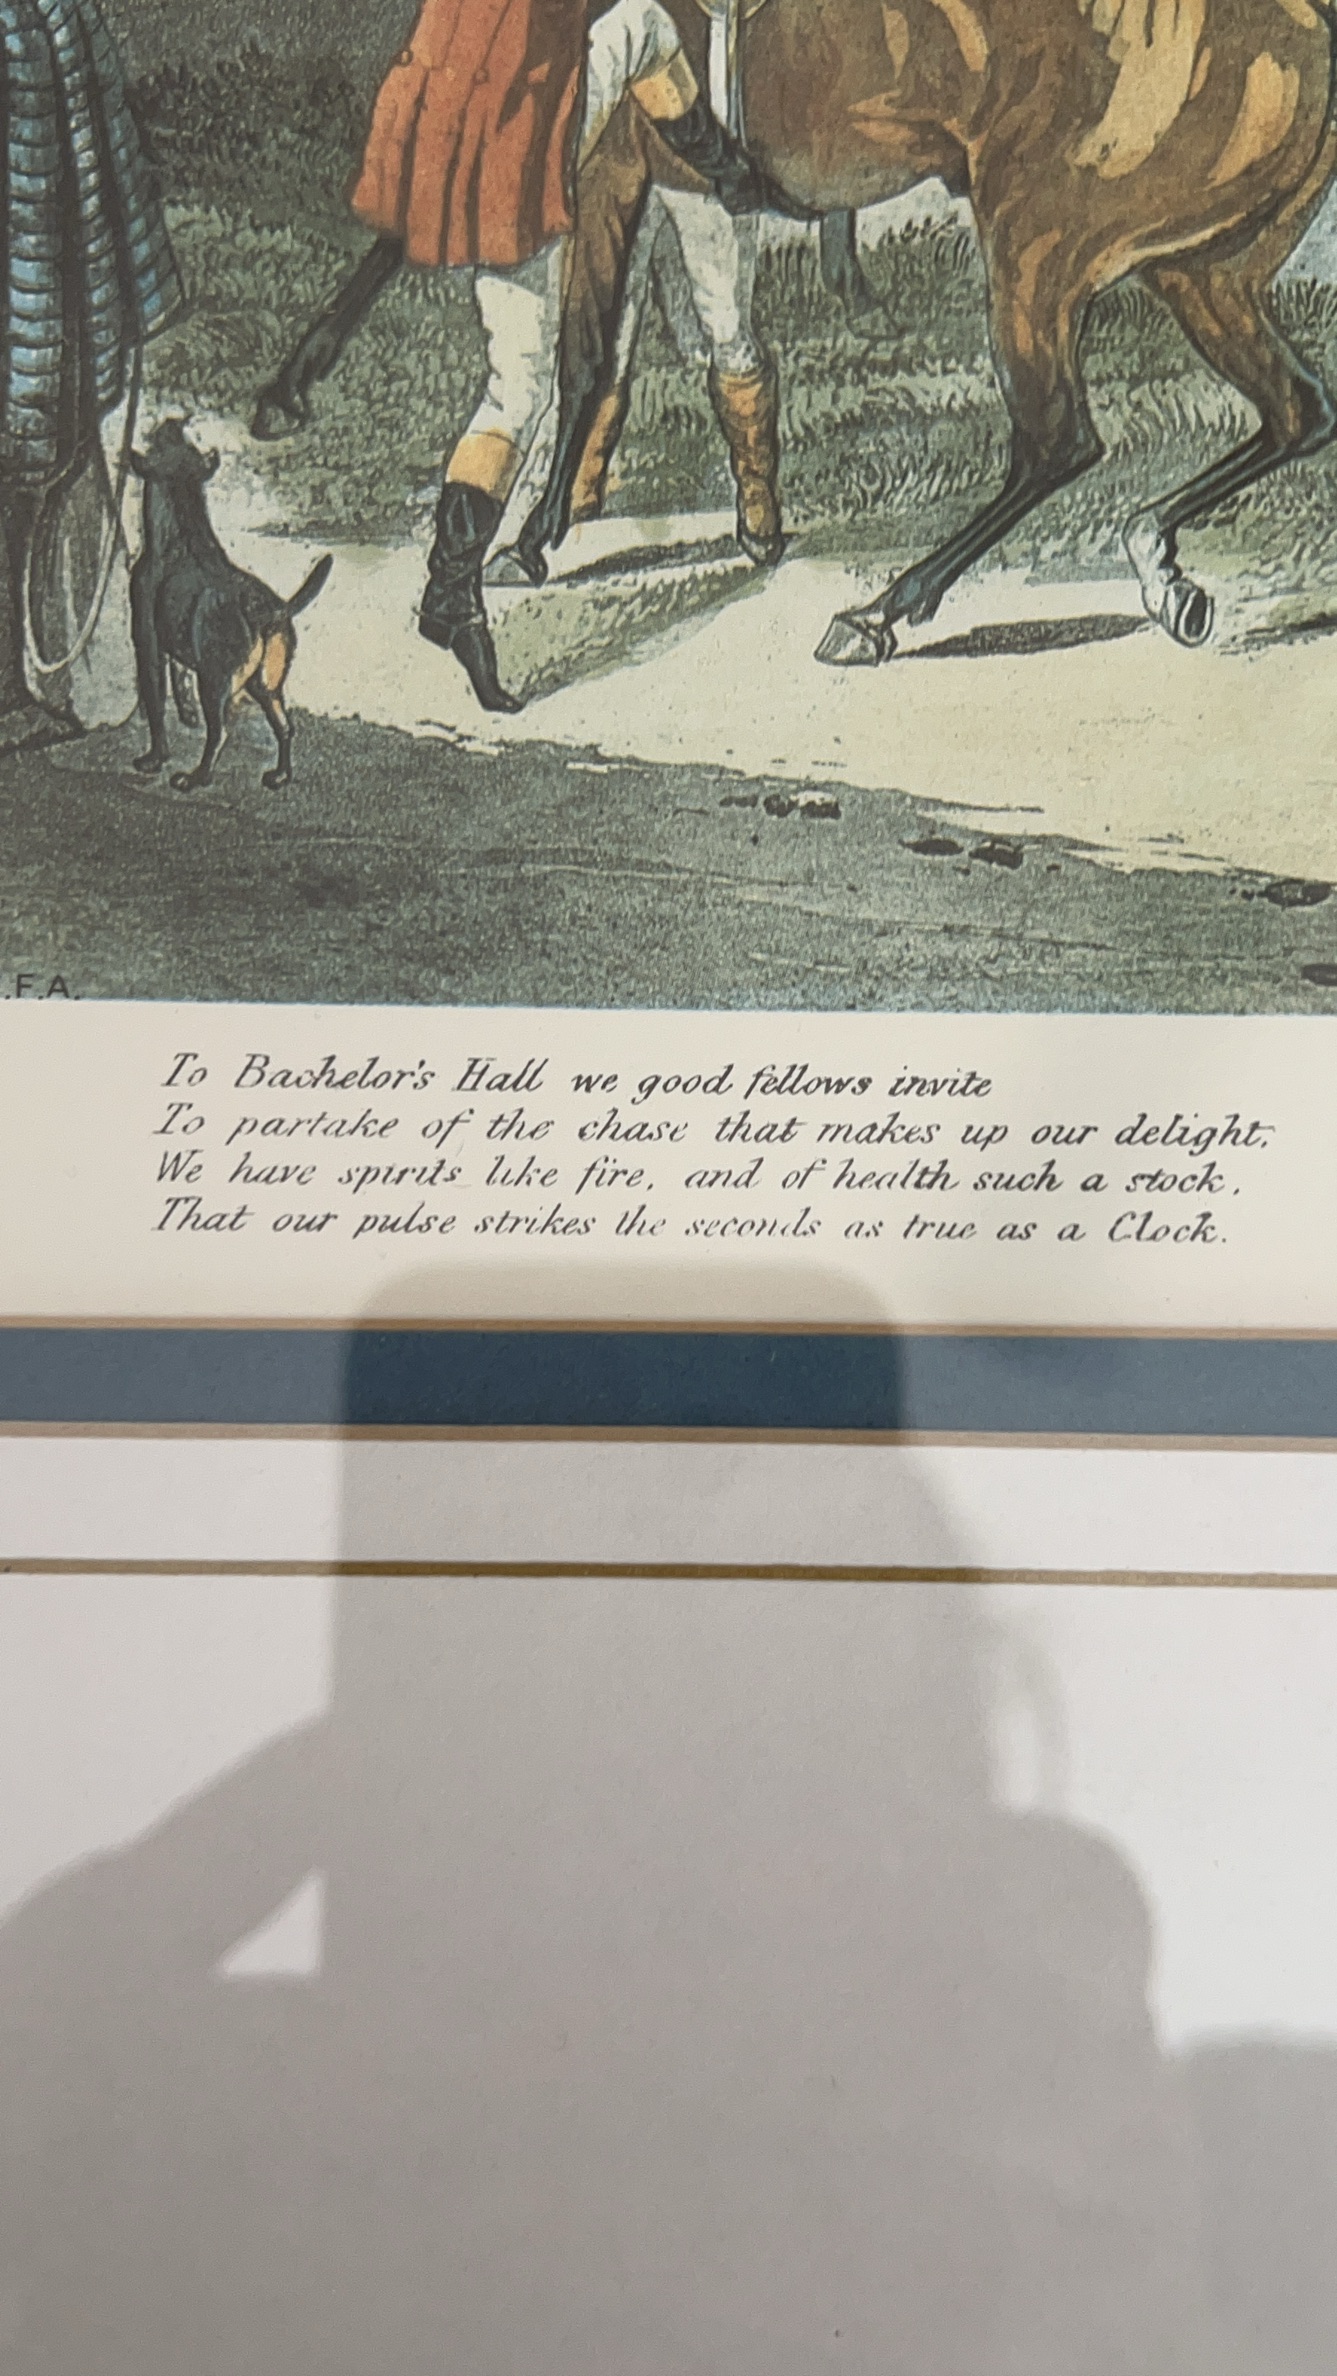 .F.A.
To Bachelor's Hall we good fellows invite
To partake of the chase that makes up our delight.
We have spirits like fire, and of health such a stock,
That our pulse strikes the seconds as true as a Clock.